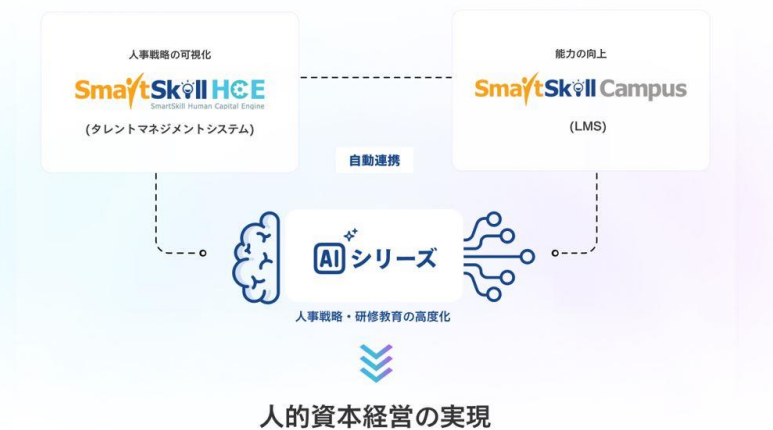 人事戦略の可視化
SmartSkill HCE
SmartSkill Human Capital Engine
(タレントマネジメントシステム)
能力の向上
SmartSkill Campus
(LMS)
自動連携
AIシリーズ
人事戦略・研修教育の高度化
人的資本経営の実現